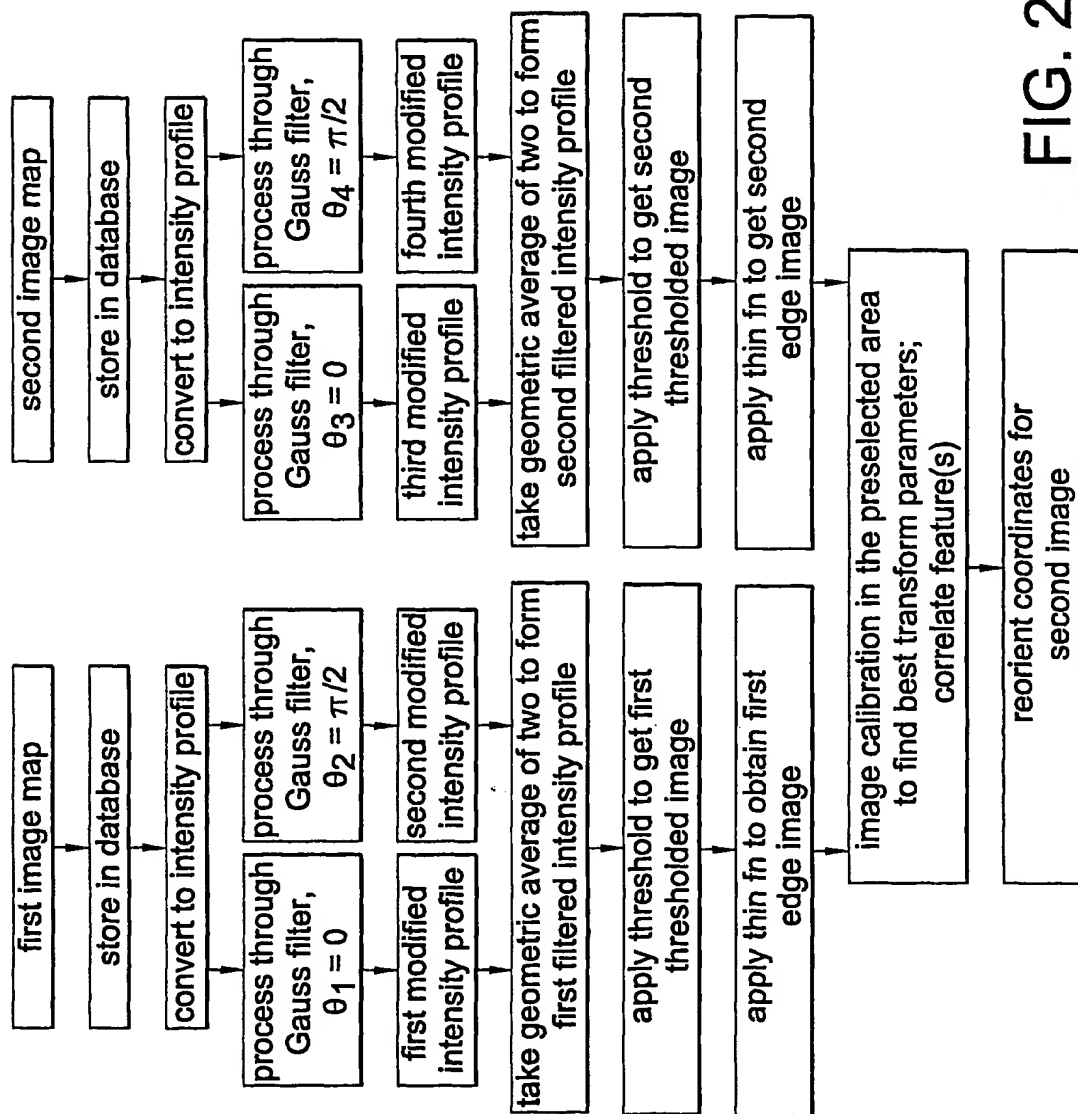 first image map
store in database
convert to intensity profile
process through
Gauss filter,
θ1 = 0
process through
Gauss filter,
θ2 = π/2
first modified
intensity profile
second modified
intensity profile
take geometric average of two to form
first filtered intensity profile
apply threshold to get first
thresholded image
apply thin fn to obtain first
edge image
second image map
store in database
convert to intensity profile
process through
Gauss filter,
θ3 = 0
process through
Gauss filter,
θ4 = π/2
third modified
intensity profile
fourth modified
intensity profile
take geometric average of two to form
second filtered intensity profile
apply threshold to get second
thresholded image
apply thin fn to get second
edge image
image calibration in the preselected area
to find best transform parameters;
correlate feature(s)
reorient coordinates for
second image
FIG. 2